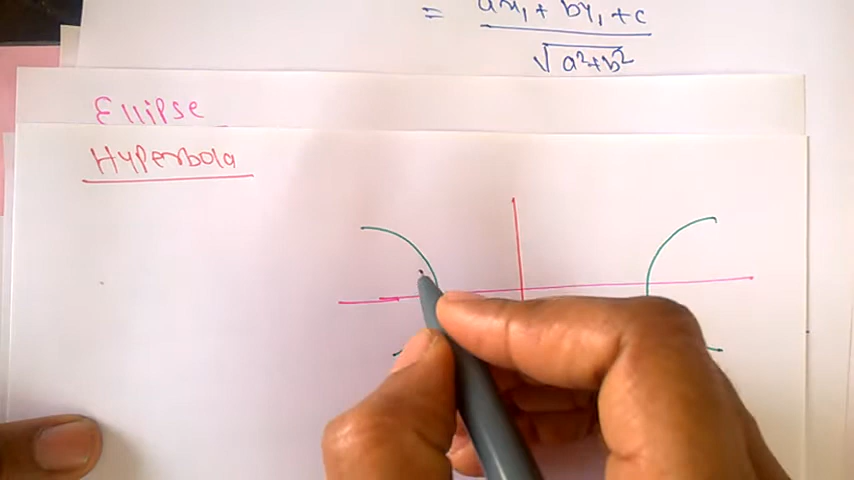 = ax₁ + by₁ + c
√a²+b²
Ellipse
Hyperbola